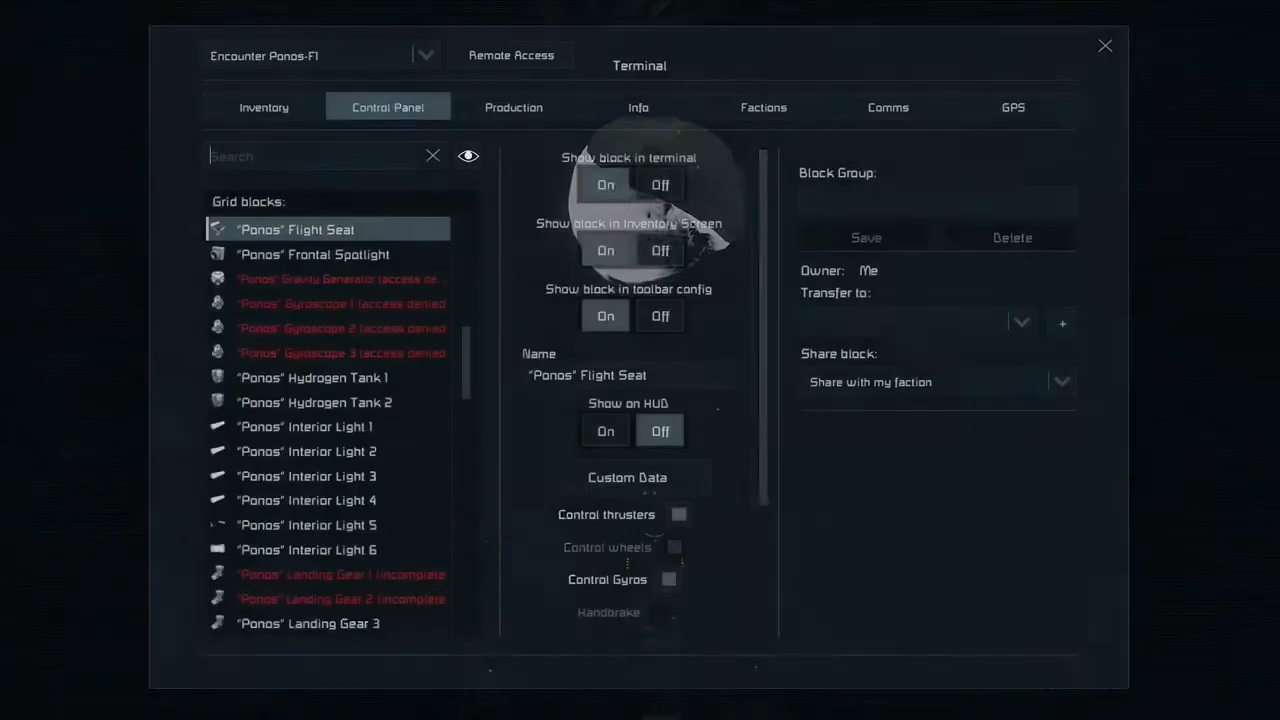 Encounter Ponos-F1
Remote Access
Terminal
Inventory
Control Panel
Production
Info
Factions
Comms
GPS
Search
Grid blocks:
"Ponos" Flight Seat
"Ponos" Frontal Spotlight
"Ponos" Gravity Generator (access de...
"Ponos" Gyroscope 1 (access denied
"Ponos" Gyroscope 2 (access denied
"Ponos" Gyroscope 3 (access denied
"Ponos" Hydrogen Tank 1
"Ponos" Hydrogen Tank 2
"Ponos" Interior Light 1
"Ponos" Interior Light 2
"Ponos" Interior Light 3
"Ponos" Interior Light 4
"Ponos" Interior Light 5
"Ponos" Interior Light 6
"Ponos" Landing Gear 1 (incomplete
"Ponos" Landing Gear 2 (incomplete
"Ponos" Landing Gear 3
Show block in terminal
On Off
Show block in Inventory Screen
On Off
Show block in toolbar config
On Off
Name
"Ponos" Flight Seat
Show on HUD
On Off
Custom Data
Control thrusters
Control wheels
Control Gyros
Handbrake
Block Group:
Save Delete
Owner: Me
Transfer to:
+
Share block:
Share with my faction